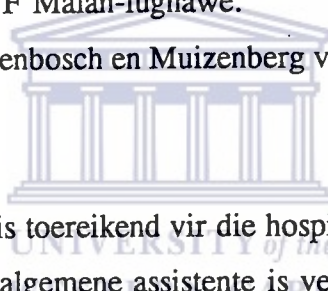 F Malan-lughawe.
enbosch en Muizenberg v
is toereikend vir die hospi
UNIVERSITY of the
algemene assistente is ve